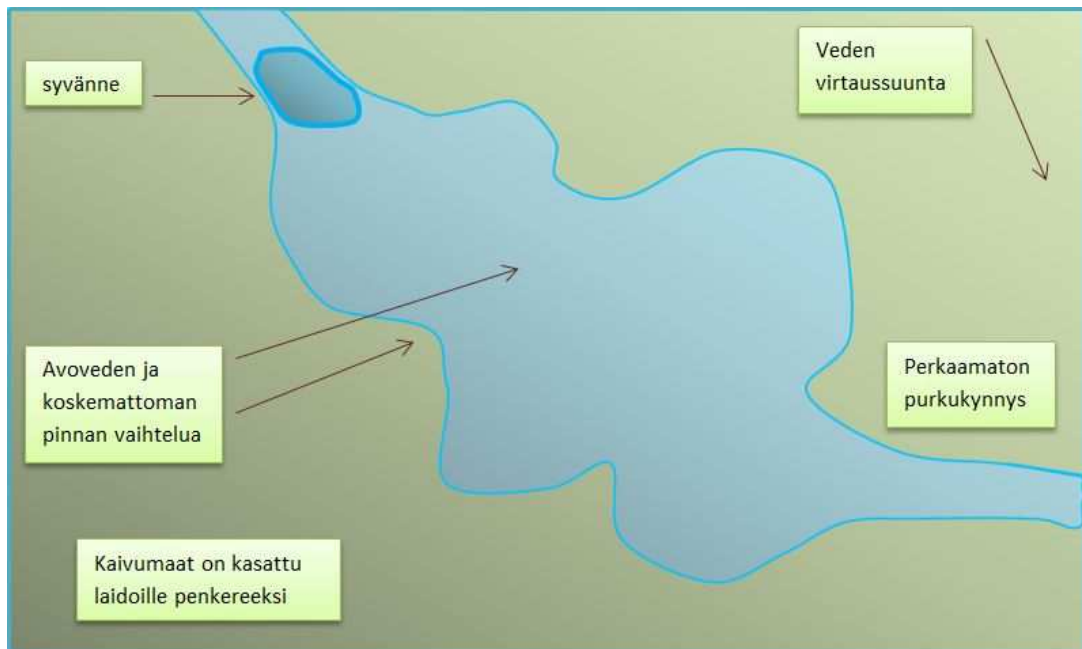 syvänne
Veden
virtaussuunta
Avoveden ja
koskemattoman
pinnan vaihtelua
Perkaamaton
purkukynnys
Kaivumaat on kasattu
laidoille penkereeksi